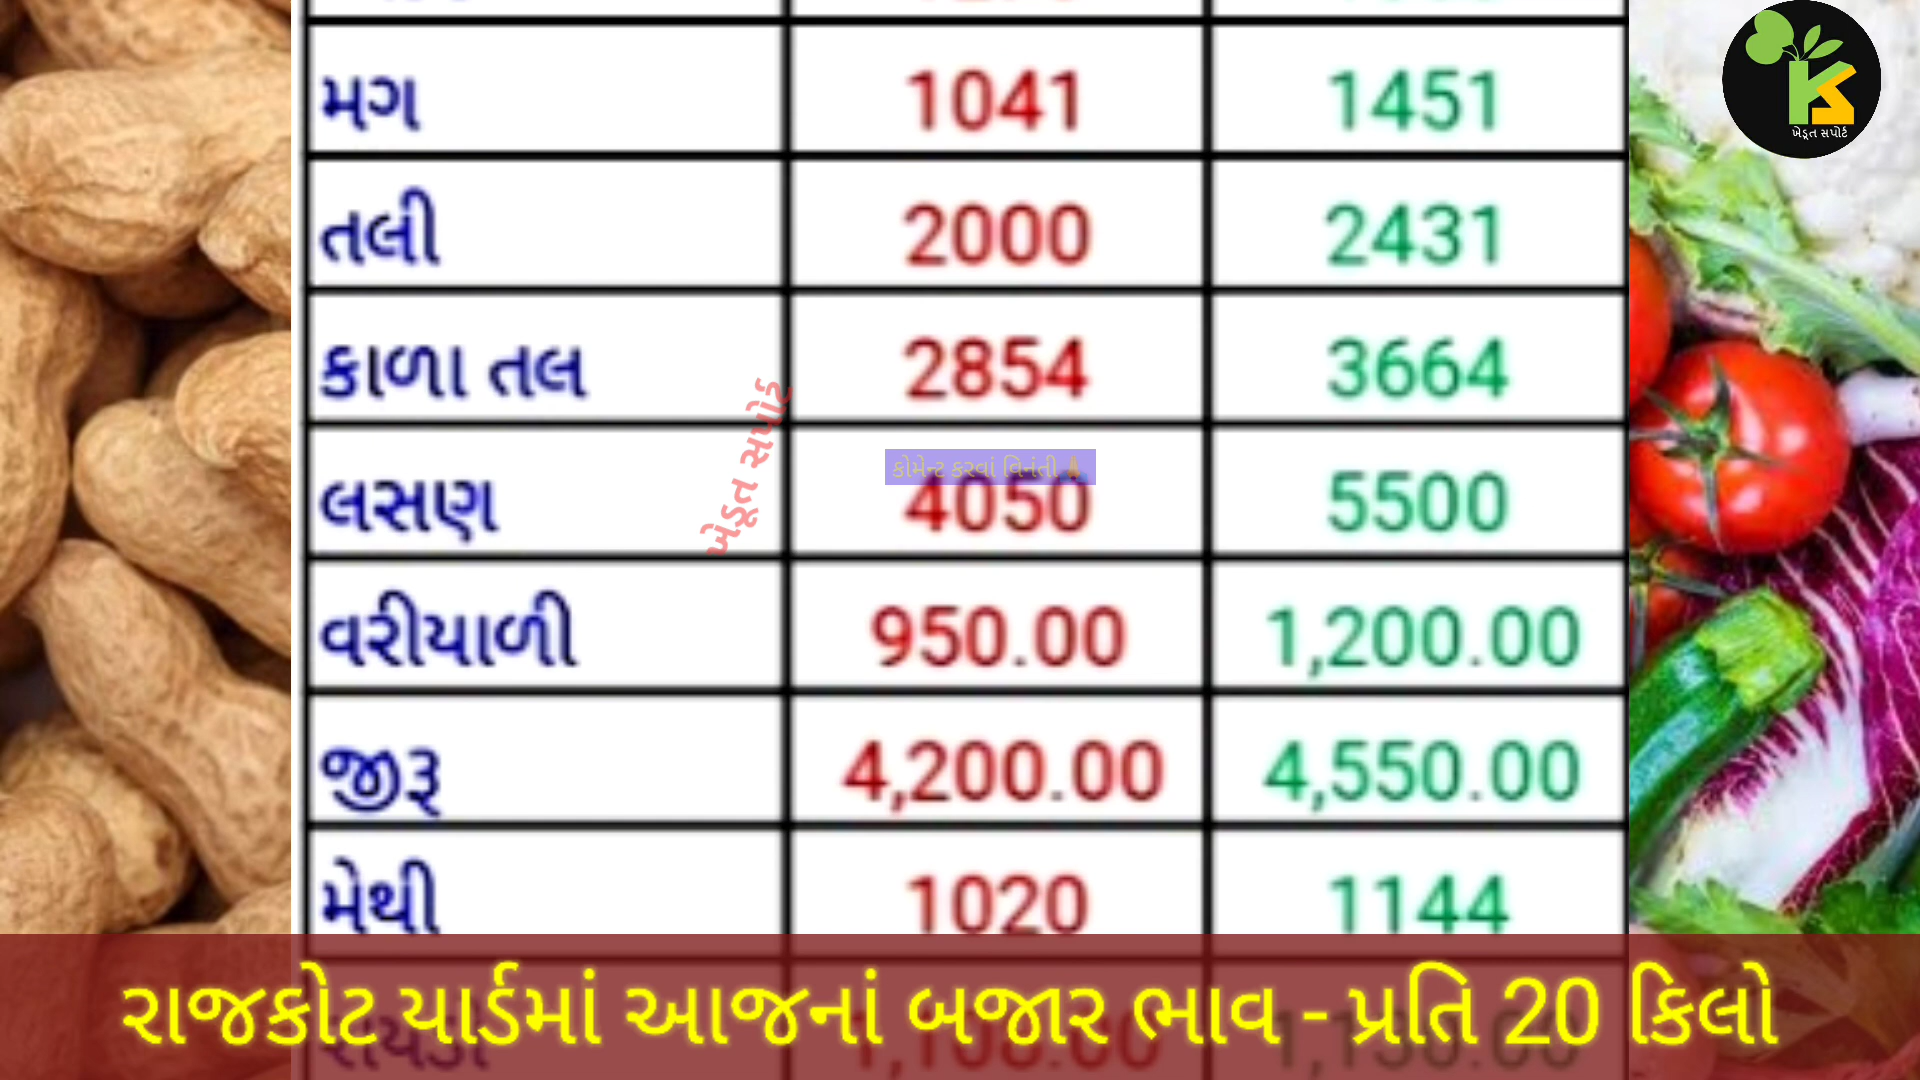 મગ 1041 1451
તલી 2000 2431
કાળા તલ 2854 3664
લસણ 4050 5500
કોમેન્ટ કરવાં વિનંતી 🙏
વરીયાળી 950.00 1,200.00
જીરૂ 4,200.00 4,550.00
મેથી 1020 1144
રાજકોટ યાર્ડમાં આજનાં બજાર ભાવ - પ્રતિ 20 કિલો
ખેડૂત સપોર્ટ
ખેડૂત સપોર્ટ